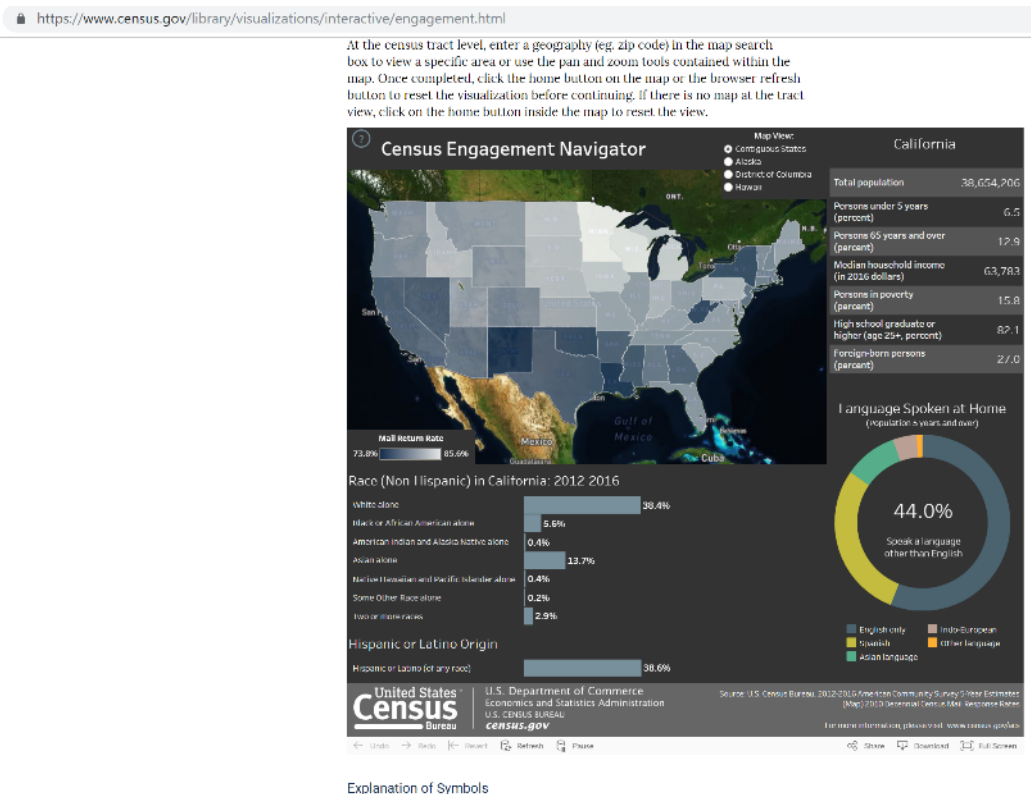 https://www.census.gov/library/visualizations/interactive/engagement.html
At the census tract level, enter a geography (eg. zip code) in the map search
box to view a specific area or use the pan and zoom tools contained within the
map. Once completed, click the home button on the map or the browser refresh
button to reset the visualization before continuing. If there is no map at the tract
view, click on the home button inside the map to reset the view.
?
Census Engagement Navigator
Map View:
Contiguous States
Alaska
District of Columbia
Hawaii
ONT.
N.B.
Gulf of
Mexico
Mexico
Cuba
Mail Return Rate
73.8% 85.6%
California
Total population 38,654,206
Persons under 5 years
(percent) 6.5
Persons 65 years and over
(percent) 12.9
Median household income
(in 2016 dollars) 63,783
Persons in poverty
(percent) 15.8
High school graduate or
higher (age 25+, percent) 82.1
Foreign-born persons
(percent) 27.0
Language Spoken at Home
(Population 5 years and over)
44.0%
Speak a language
other than English
English only
Indo-European
Spanish
Other language
Asian language
Race (Non Hispanic) in California: 2012 2016
White alone 38.4%
Black or African American alone 5.6%
American Indian and Alaska Native alone 0.4%
Asian alone 13.7%
Native Hawaiian and Pacific Islander alone 0.4%
Some Other Race alone 0.2%
Two or more races 2.9%
Hispanic or Latino Origin
Hispanic or Latino (of any race) 38.6%
United States
Census
Bureau
U.S. Department of Commerce
Economics and Statistics Administration
U.S. CENSUS BUREAU
census.gov
Source: U.S. Census Bureau, 2012-2016 American Community Survey 5-Year Estimates
(Map) 2010 Decennial Census Mail Response Rates
For more information, please visit www.census.gov/acs
Undo Redo Revert Refresh Pause
Share Download Full Screen
Explanation of Symbols